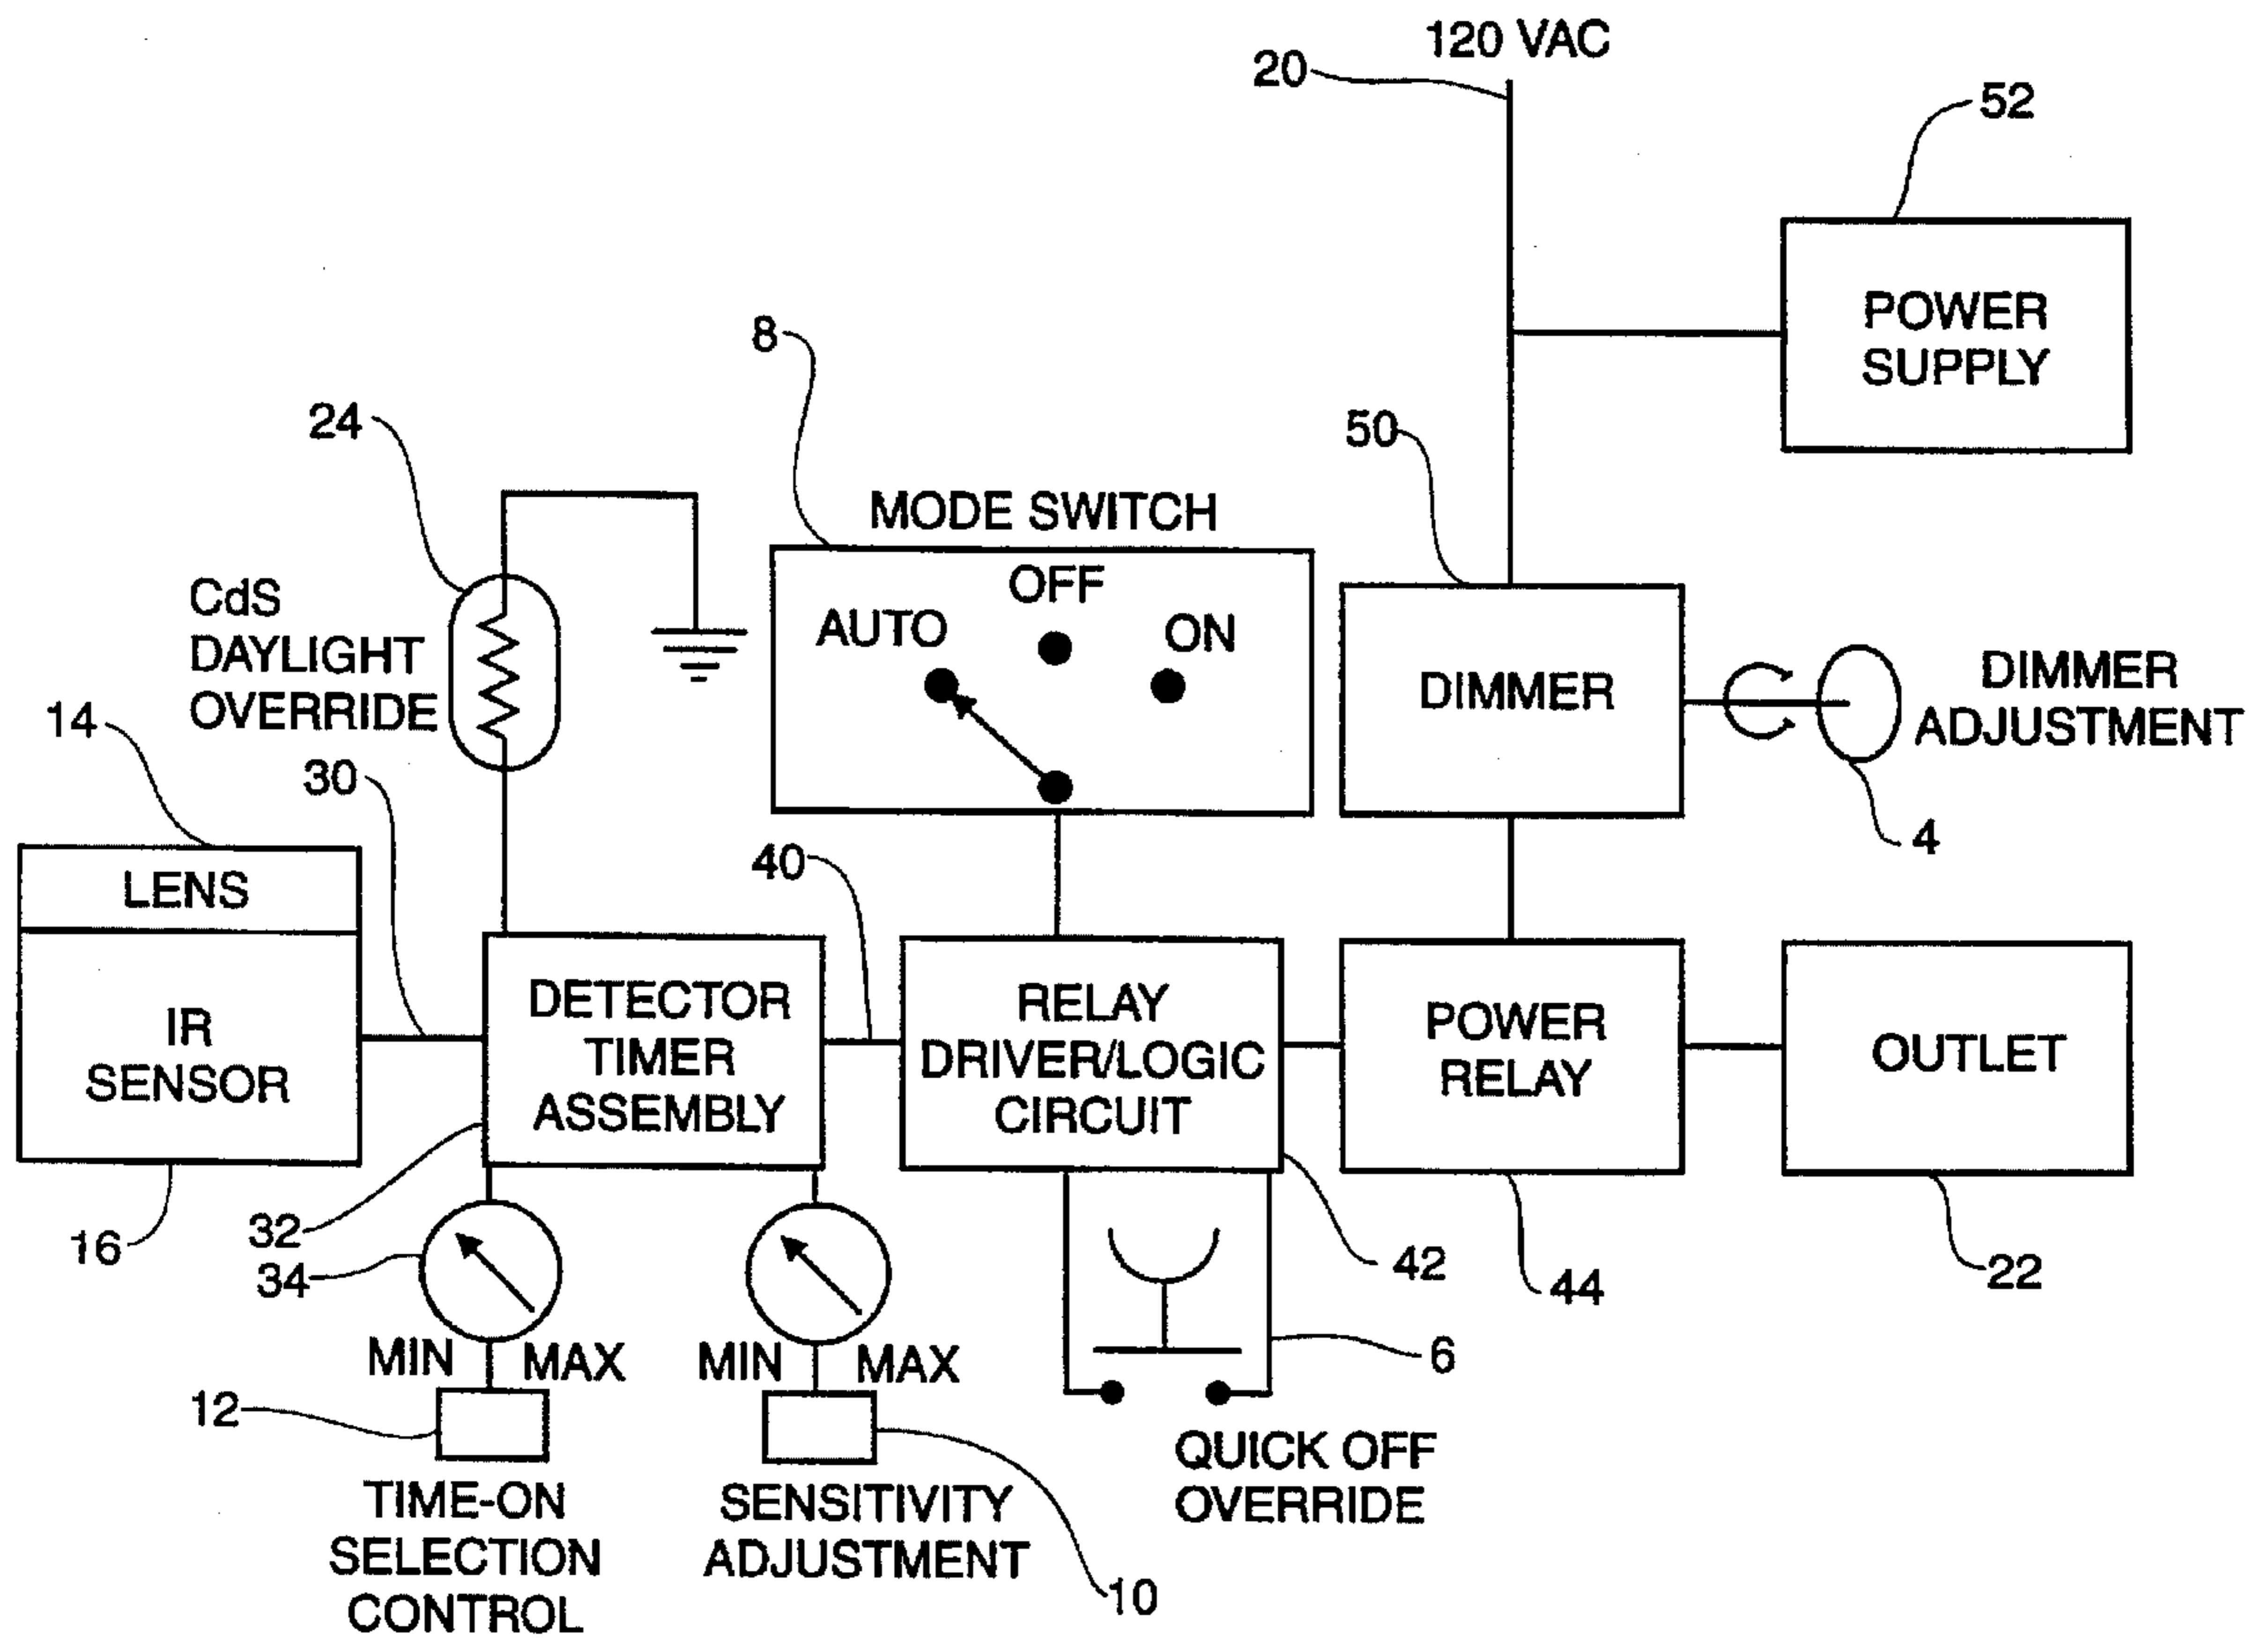 120 VAC
20
52
POWER
SUPPLY
8
24
50
MODE SWITCH
OFF
AUTO
ON
CdS
DAYLIGHT
OVERRIDE
DIMMER
DIMMER
ADJUSTMENT
4
14
30
40
LENS
IR
SENSOR
DETECTOR
TIMER
ASSEMBLY
RELAY
DRIVER/LOGIC
CIRCUIT
POWER
RELAY
OUTLET
16
32
34
42
44
22
MIN
MAX
MIN
MAX
6
12
TIME-ON
SELECTION
CONTROL
SENSITIVITY
ADJUSTMENT
10
QUICK OFF
OVERRIDE